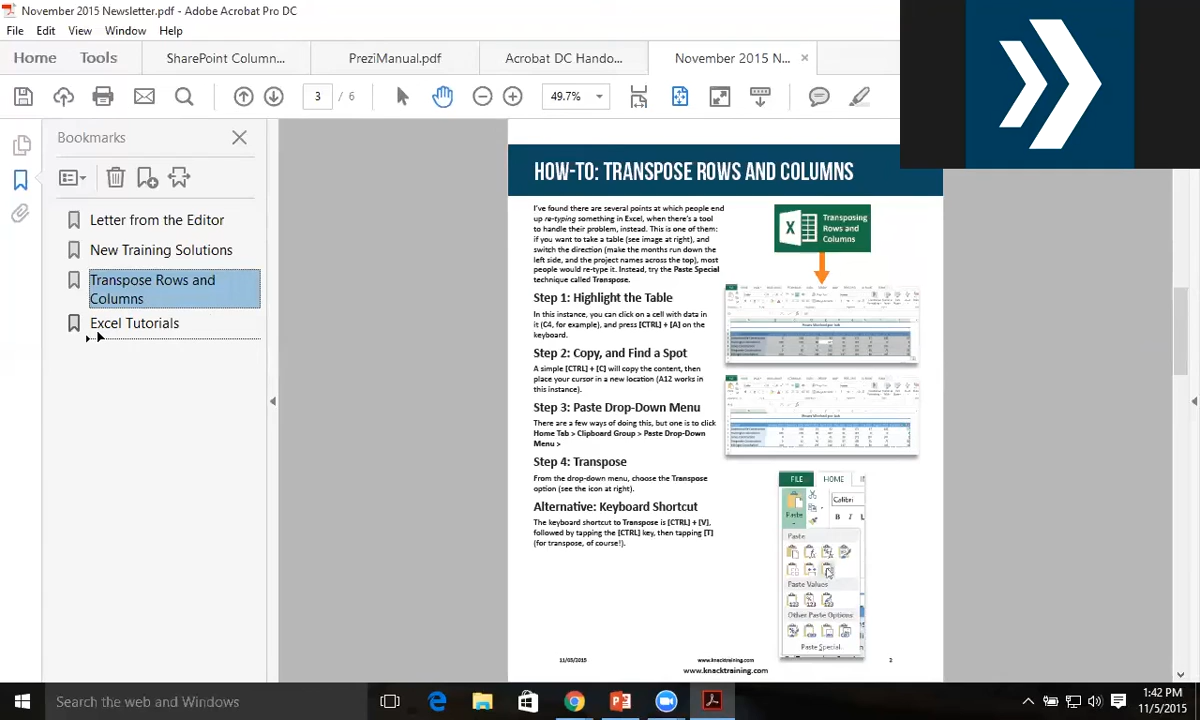 November 2015 Newsletter.pdf - Adobe Acrobat Pro DC
File Edit View Window Help
Home Tools SharePoint Column... PreziManual.pdf Acrobat DC Hando... November 2015 N... ×
3 / 6 49.7%
Bookmarks
Letter from the Editor
New Training Solutions
Transpose Rows and
Columns
Excel Tutorials
HOW-TO: TRANSPOSE ROWS AND COLUMNS
I've found there are several points at which people end
up re-typing something in Excel, when there's a tool
to handle their problem, instead. This is one of them:
if you want to take a table (see image at right), and
switch the direction (make the months run down the
left side, and the project names across the top), most
people would re-type it. Instead, try the Paste Special
technique called Transpose.
Step 1: Highlight the Table
In this instance, you can click on a cell with data in
it (C4, for example), and press [CTRL] + [A] on the
keyboard.
Step 2: Copy, and Find a Spot
A simple [CTRL] + [C] will copy the content, then
place your cursor in a new location (A12 works in
this instance).
Step 3: Paste Drop-Down Menu
There are a few ways of doing this, but one is to click
Home Tab > Clipboard Group > Paste Drop-Down
Menu >
Step 4: Transpose
From the drop-down menu, choose the Transpose
option (see the icon at right).
Alternative: Keyboard Shortcut
The keyboard shortcut to Transpose is [CTRL] + [V],
followed by tapping the [CTRL] key, then tapping [T]
(for transpose, of course!).
Transposing
Rows and
Columns
FILE HOME
Calibri
Paste
B I
Paste
Paste Values
123 123 123
Other Paste Options
Paste Special
11/03/2015 www.knacktraining.com 2
www.knacktraining.com
Search the web and Windows
1:42 PM
11/5/2015